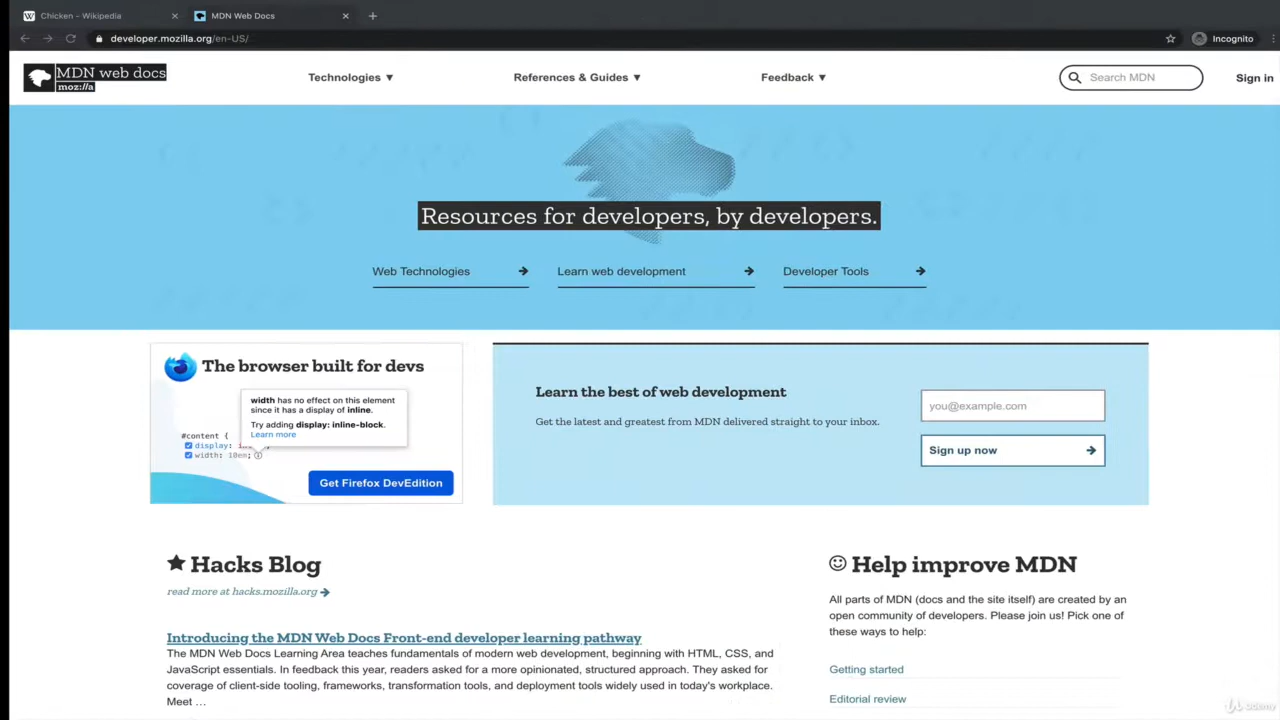 Chicken – Wikipedia
MDN Web Docs
developer.mozilla.org/en-US/
Incognito
MDN web docs
moz://a
Technologies ▼
References & Guides ▼
Feedback ▼
Search MDN
Sign in
Resources for developers, by developers.
Web Technologies
Learn web development
Developer Tools
The browser built for devs
width has no effect on this element
since it has a display of inline.
Try adding display: inline-block.
Learn more
#content {
display:
width: 10em;
Get Firefox DevEdition
Learn the best of web development
Get the latest and greatest from MDN delivered straight to your inbox.
you@example.com
Sign up now
Hacks Blog
read more at hacks.mozilla.org
Introducing the MDN Web Docs Front-end developer learning pathway
The MDN Web Docs Learning Area teaches fundamentals of modern web development, beginning with HTML, CSS, and
JavaScript essentials. In feedback this year, readers asked for a more opinionated, structured approach. They asked for
coverage of client-side tooling, frameworks, transformation tools, and deployment tools widely used in today's workplace.
Meet …
Help improve MDN
All parts of MDN (docs and the site itself) are created by an
open community of developers. Please join us! Pick one of
these ways to help:
Getting started
Editorial review
Udemy